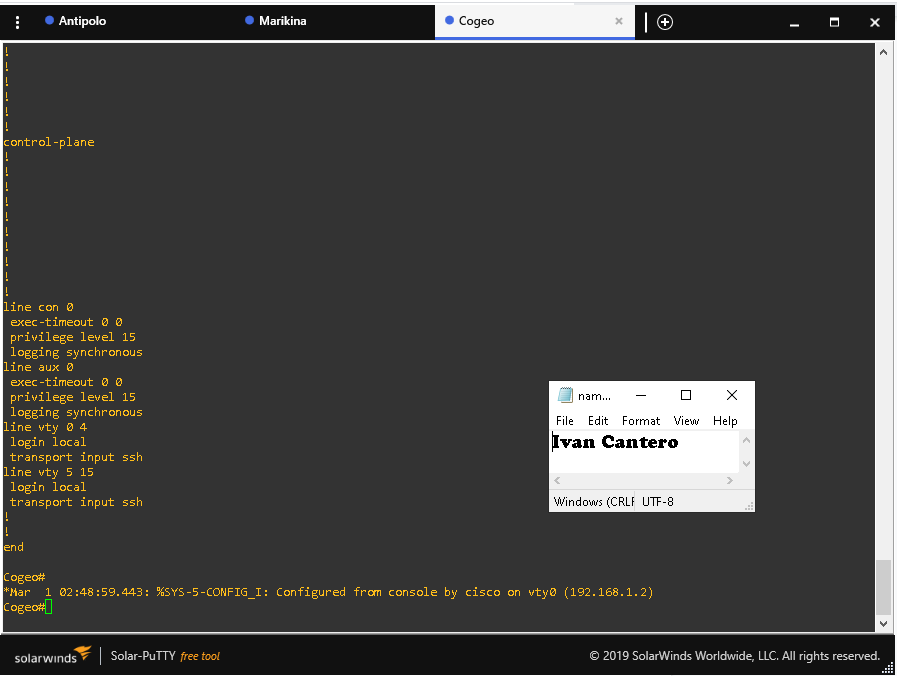 Antipolo
Marikina
Cogeo
!
!
!
!
!
!
control-plane
!
!
!
!
!
!
!
!
!
!
line con 0
 exec-timeout 0 0
 privilege level 15
 logging synchronous
line aux 0
 exec-timeout 0 0
 privilege level 15
 logging synchronous
line vty 0 4
 login local
 transport input ssh
line vty 5 15
 login local
 transport input ssh
!
!
end
Cogeo#
*Mar  1 02:48:59.443: %SYS-5-CONFIG_I: Configured from console by cisco on vty0 (192.168.1.2)
Cogeo#
nam...
File Edit Format View Help
Ivan Cantero
Windows (CRLF UTF-8
solarwinds Solar-PuTTY free tool © 2019 SolarWinds Worldwide, LLC. All rights reserved.